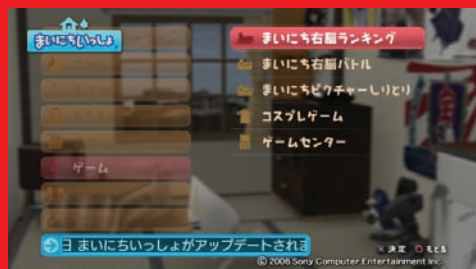 まいにちいっしょ
まいにち右脳ランキング
まいにち右脳バトル
まいにちピクチャーしりとり
コスプレゲーム
ゲームセンター
ゲーム
日 まいにちいっしょがアップデートされま
×決定 ○もどる
© 2006 Sony Computer Entertainment Inc.